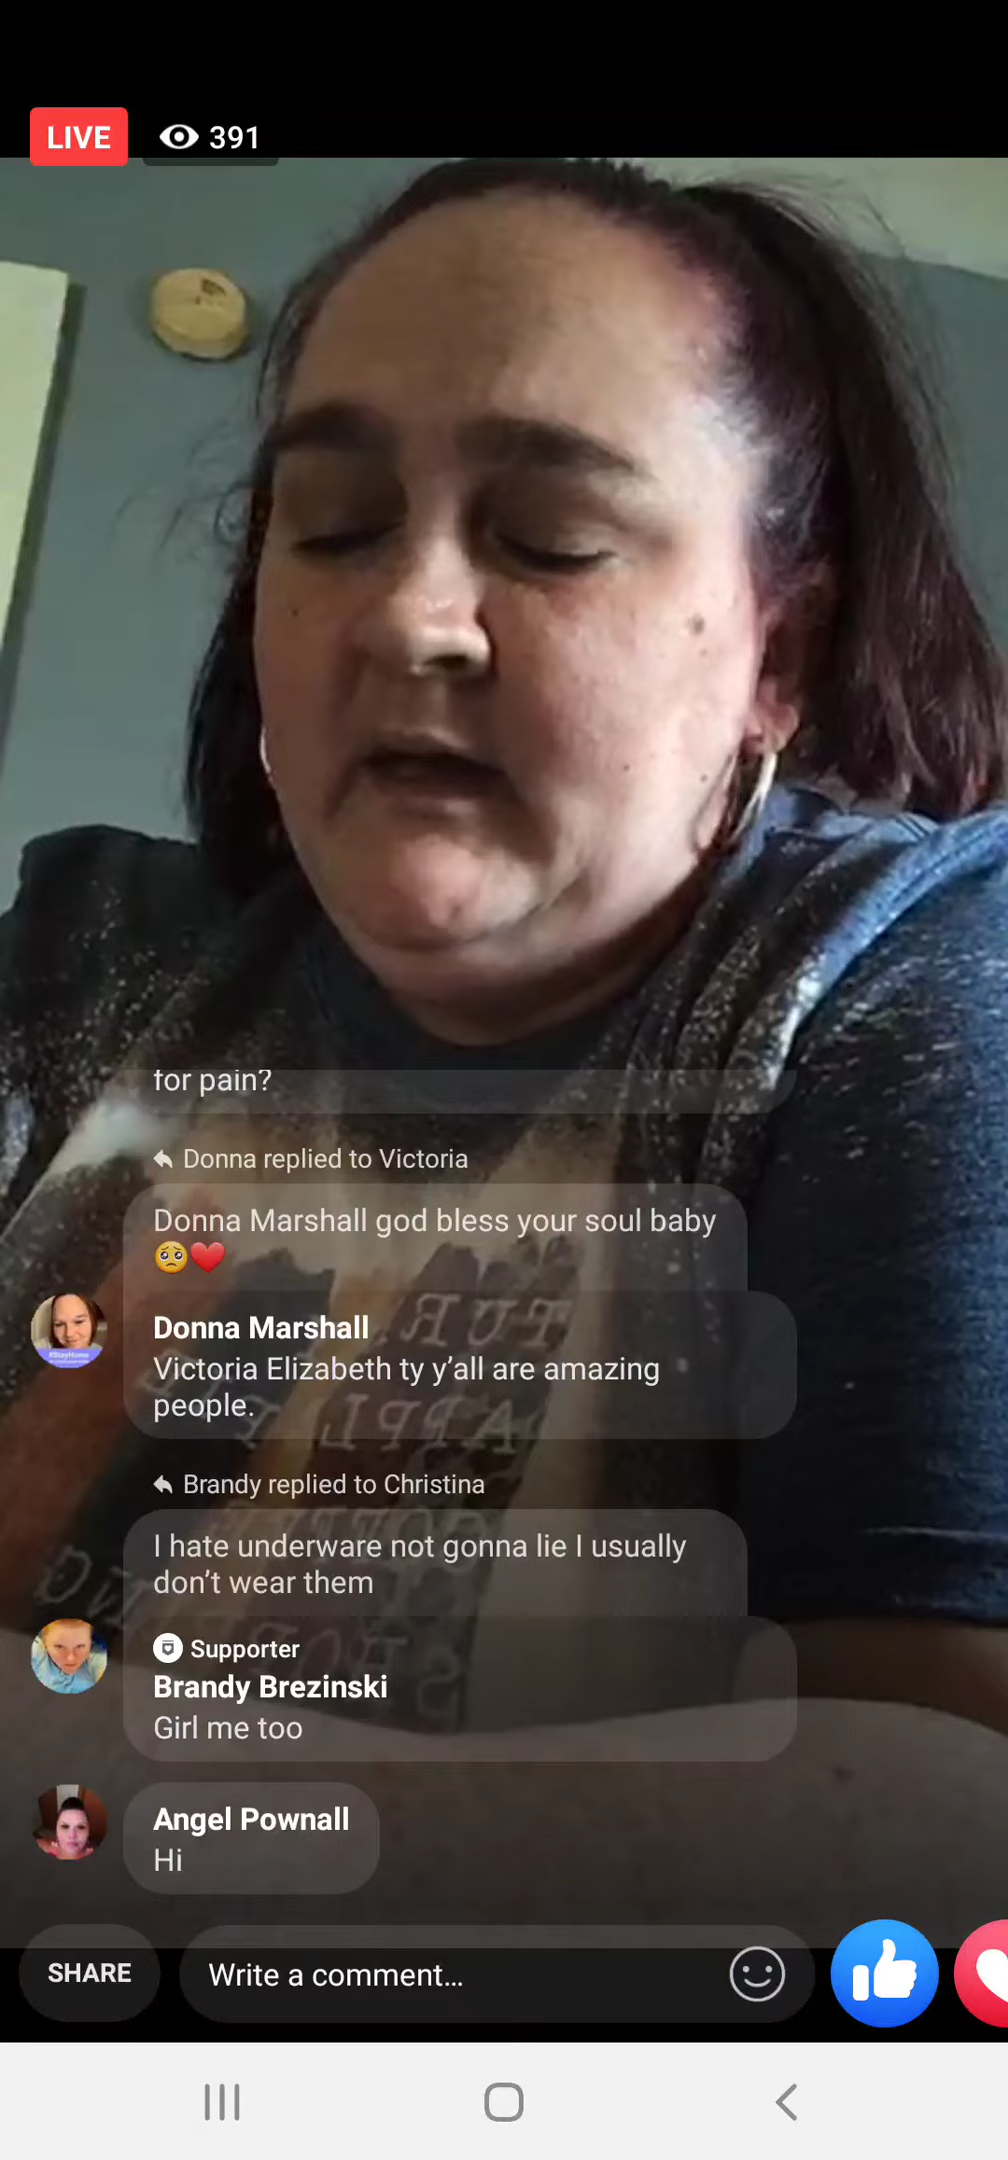 LIVE 391
for pain?
Donna replied to Victoria
Donna Marshall god bless your soul baby
🥺❤️
Donna Marshall
Victoria Elizabeth ty y'all are amazing
people.
Brandy replied to Christina
I hate underware not gonna lie I usually
don't wear them
Supporter
Brandy Brezinski
Girl me too
Angel Pownall
Hi
SHARE
Write a comment...